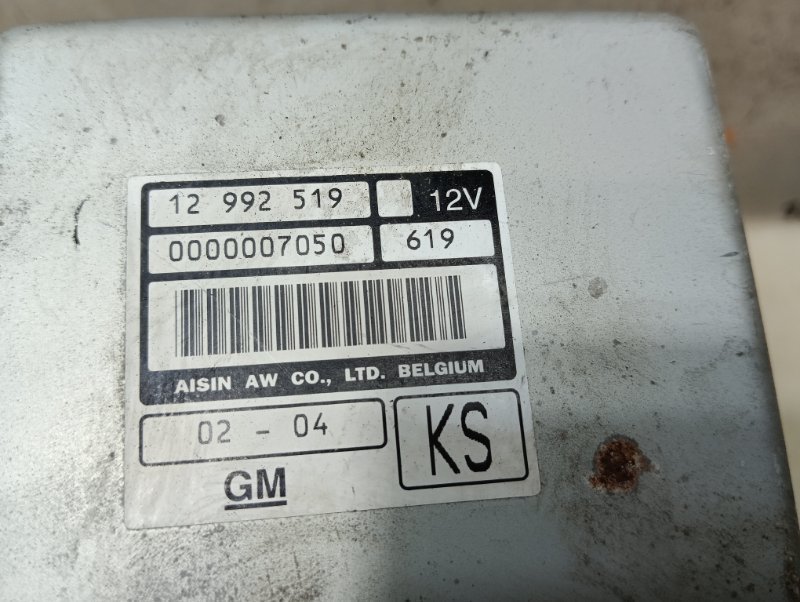 12 992 519 12V
0000007050 619
AISIN AW CO., LTD. BELGIUM
02 - 04 KS
GM